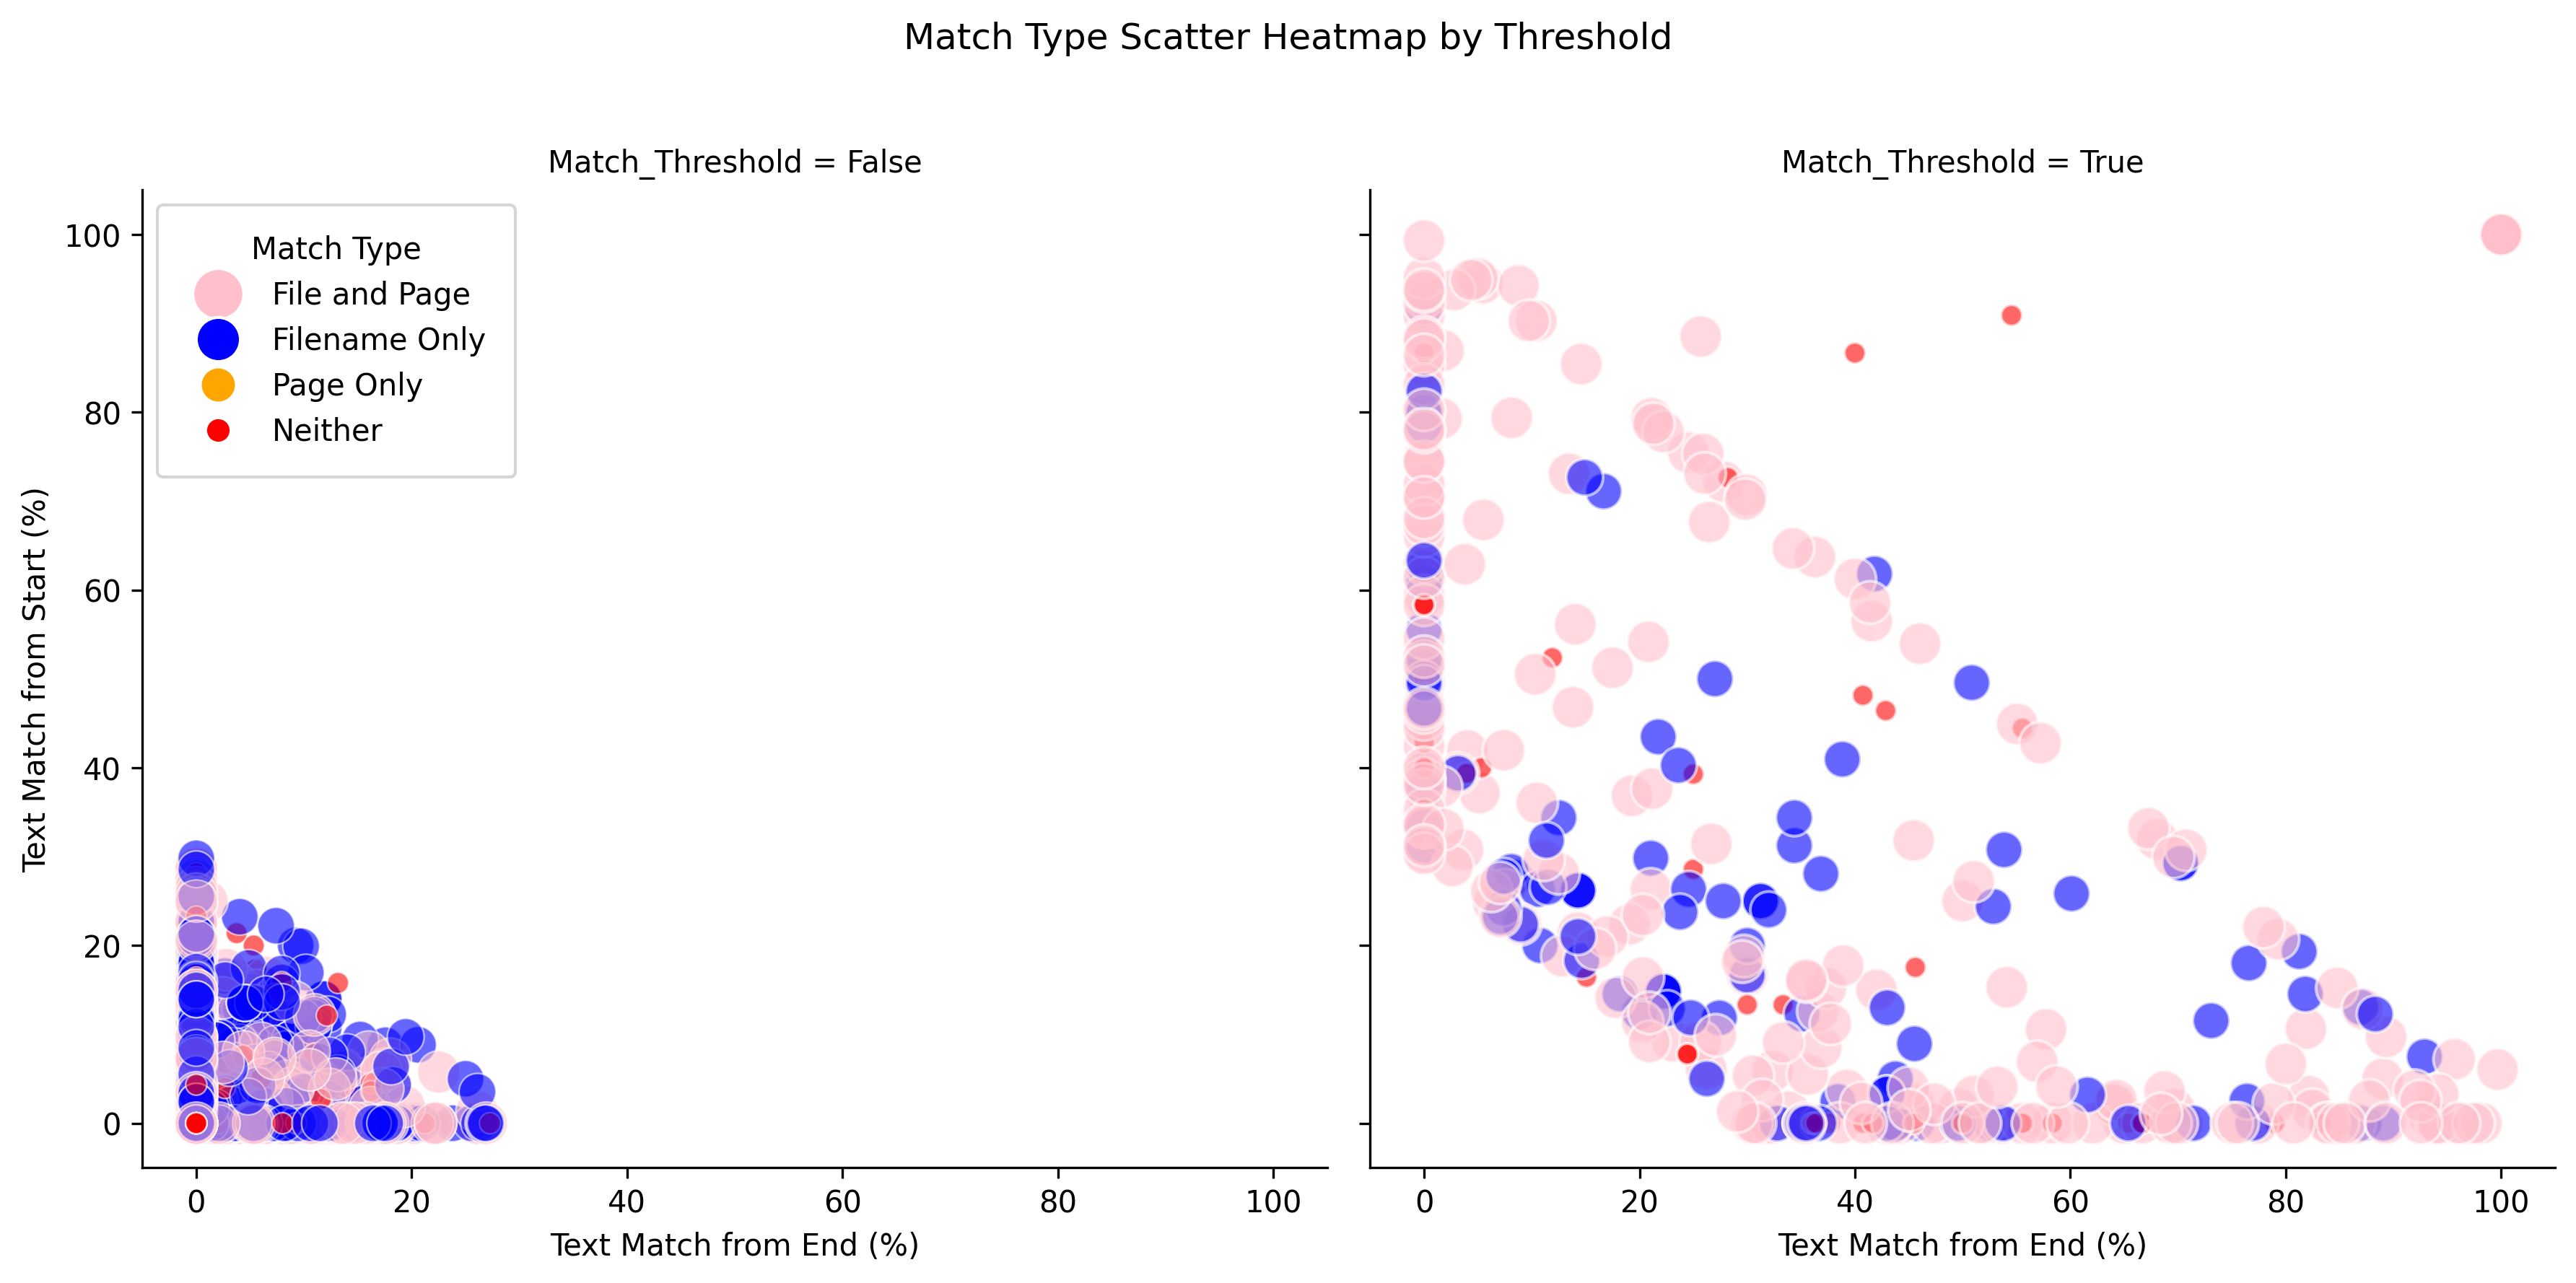 Match Type Scatter Heatmap by Threshold
Match_Threshold = False
Match_Threshold = True
Text Match from Start (%)
100
80
60
40
20
0
Match Type
File and Page
Filename Only
Page Only
Neither
0 20 40 60 80 100
0 20 40 60 80 100
Text Match from End (%)
Text Match from End (%)